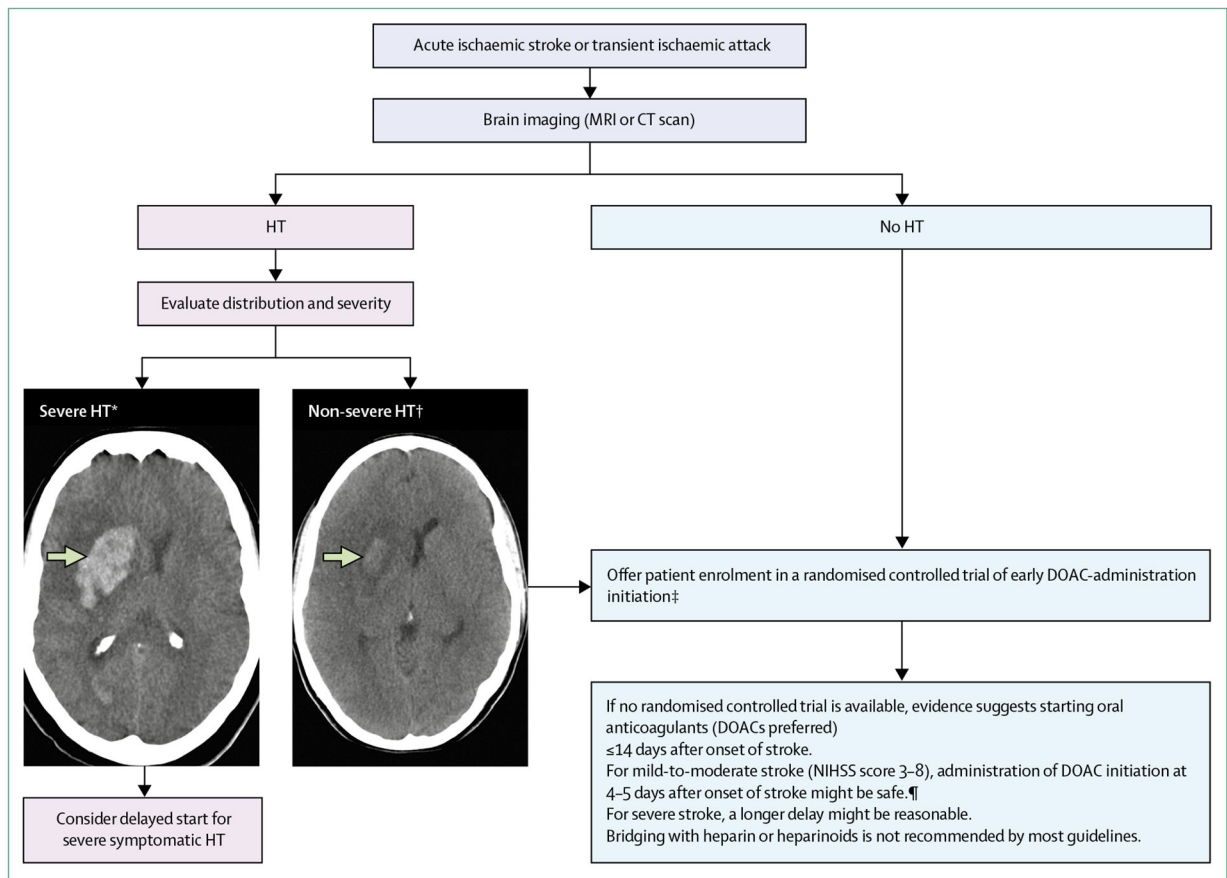 Acute ischaemic stroke or transient ischaemic attack
Brain imaging (MRI or CT scan)
HT
No HT
Evaluate distribution and severity
Severe HT*
Non-severe HT†
Offer patient enrolment in a randomised controlled trial of early DOAC-administration
initiation‡
If no randomised controlled trial is available, evidence suggests starting oral
anticoagulants (DOACs preferred)
≤14 days after onset of stroke.
For mild-to-moderate stroke (NIHSS score 3–8), administration of DOAC initiation at
4–5 days after onset of stroke might be safe.¶
For severe stroke, a longer delay might be reasonable.
Bridging with heparin or heparinoids is not recommended by most guidelines.
Consider delayed start for
severe symptomatic HT